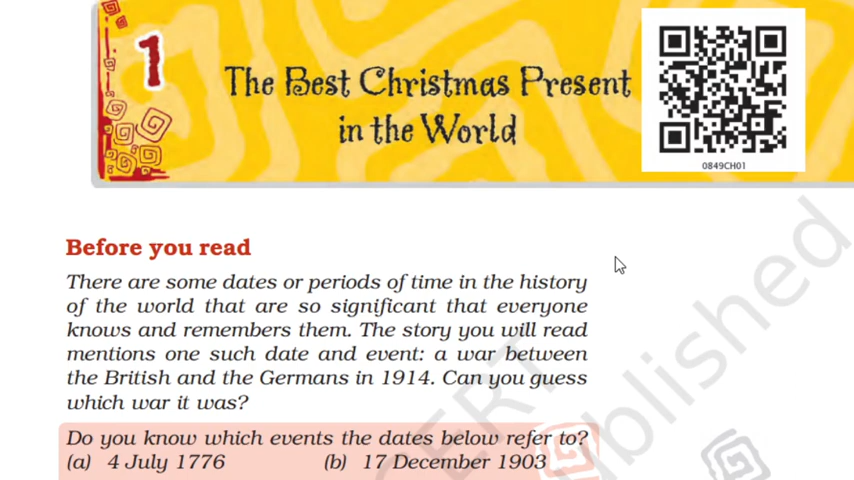 1
The Best Christmas Present
in the World
0849CH01
Before you read
There are some dates or periods of time in the history
of the world that are so significant that everyone
knows and remembers them. The story you will read
mentions one such date and event: a war between
the British and the Germans in 1914. Can you guess
which war it was?
Do you know which events the dates below refer to?
(a) 4 July 1776 (b) 17 December 1903